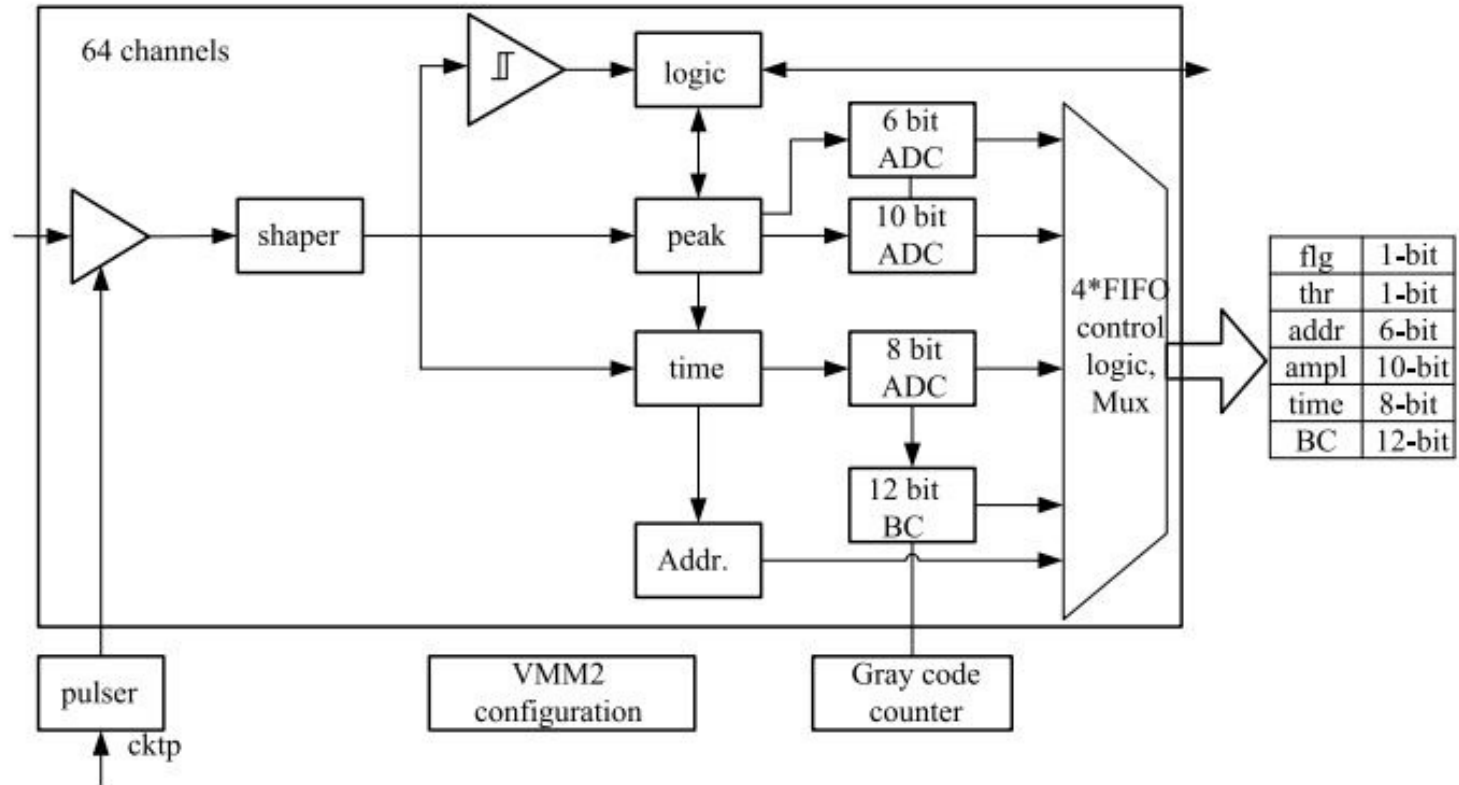 64 channels
logic
6 bit
ADC
shaper
peak
10 bit
ADC
time
8 bit
ADC
12 bit
BC
Addr.
4*FIFO
control
logic,
Mux
flg 1-bit
thr 1-bit
addr 6-bit
ampl 10-bit
time 8-bit
BC 12-bit
pulser
cktp
VMM2
configuration
Gray code
counter